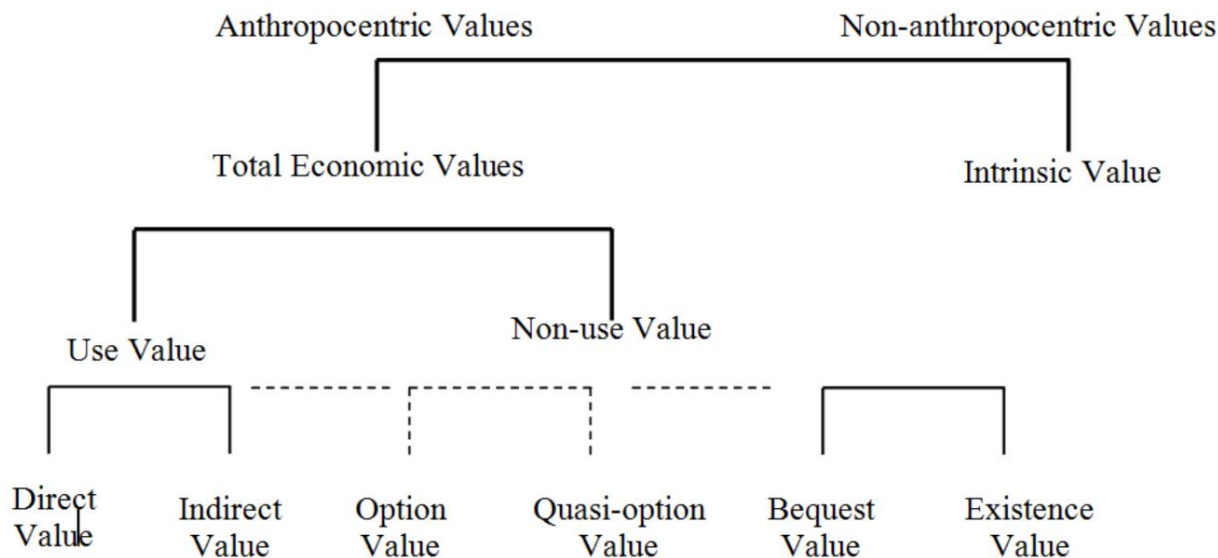 Anthropocentric Values
Non-anthropocentric Values
Total Economic Values
Intrinsic Value
Use Value
Non-use Value
Direct
Value
Indirect
Value
Option
Value
Quasi-option
Value
Bequest
Value
Existence
Value